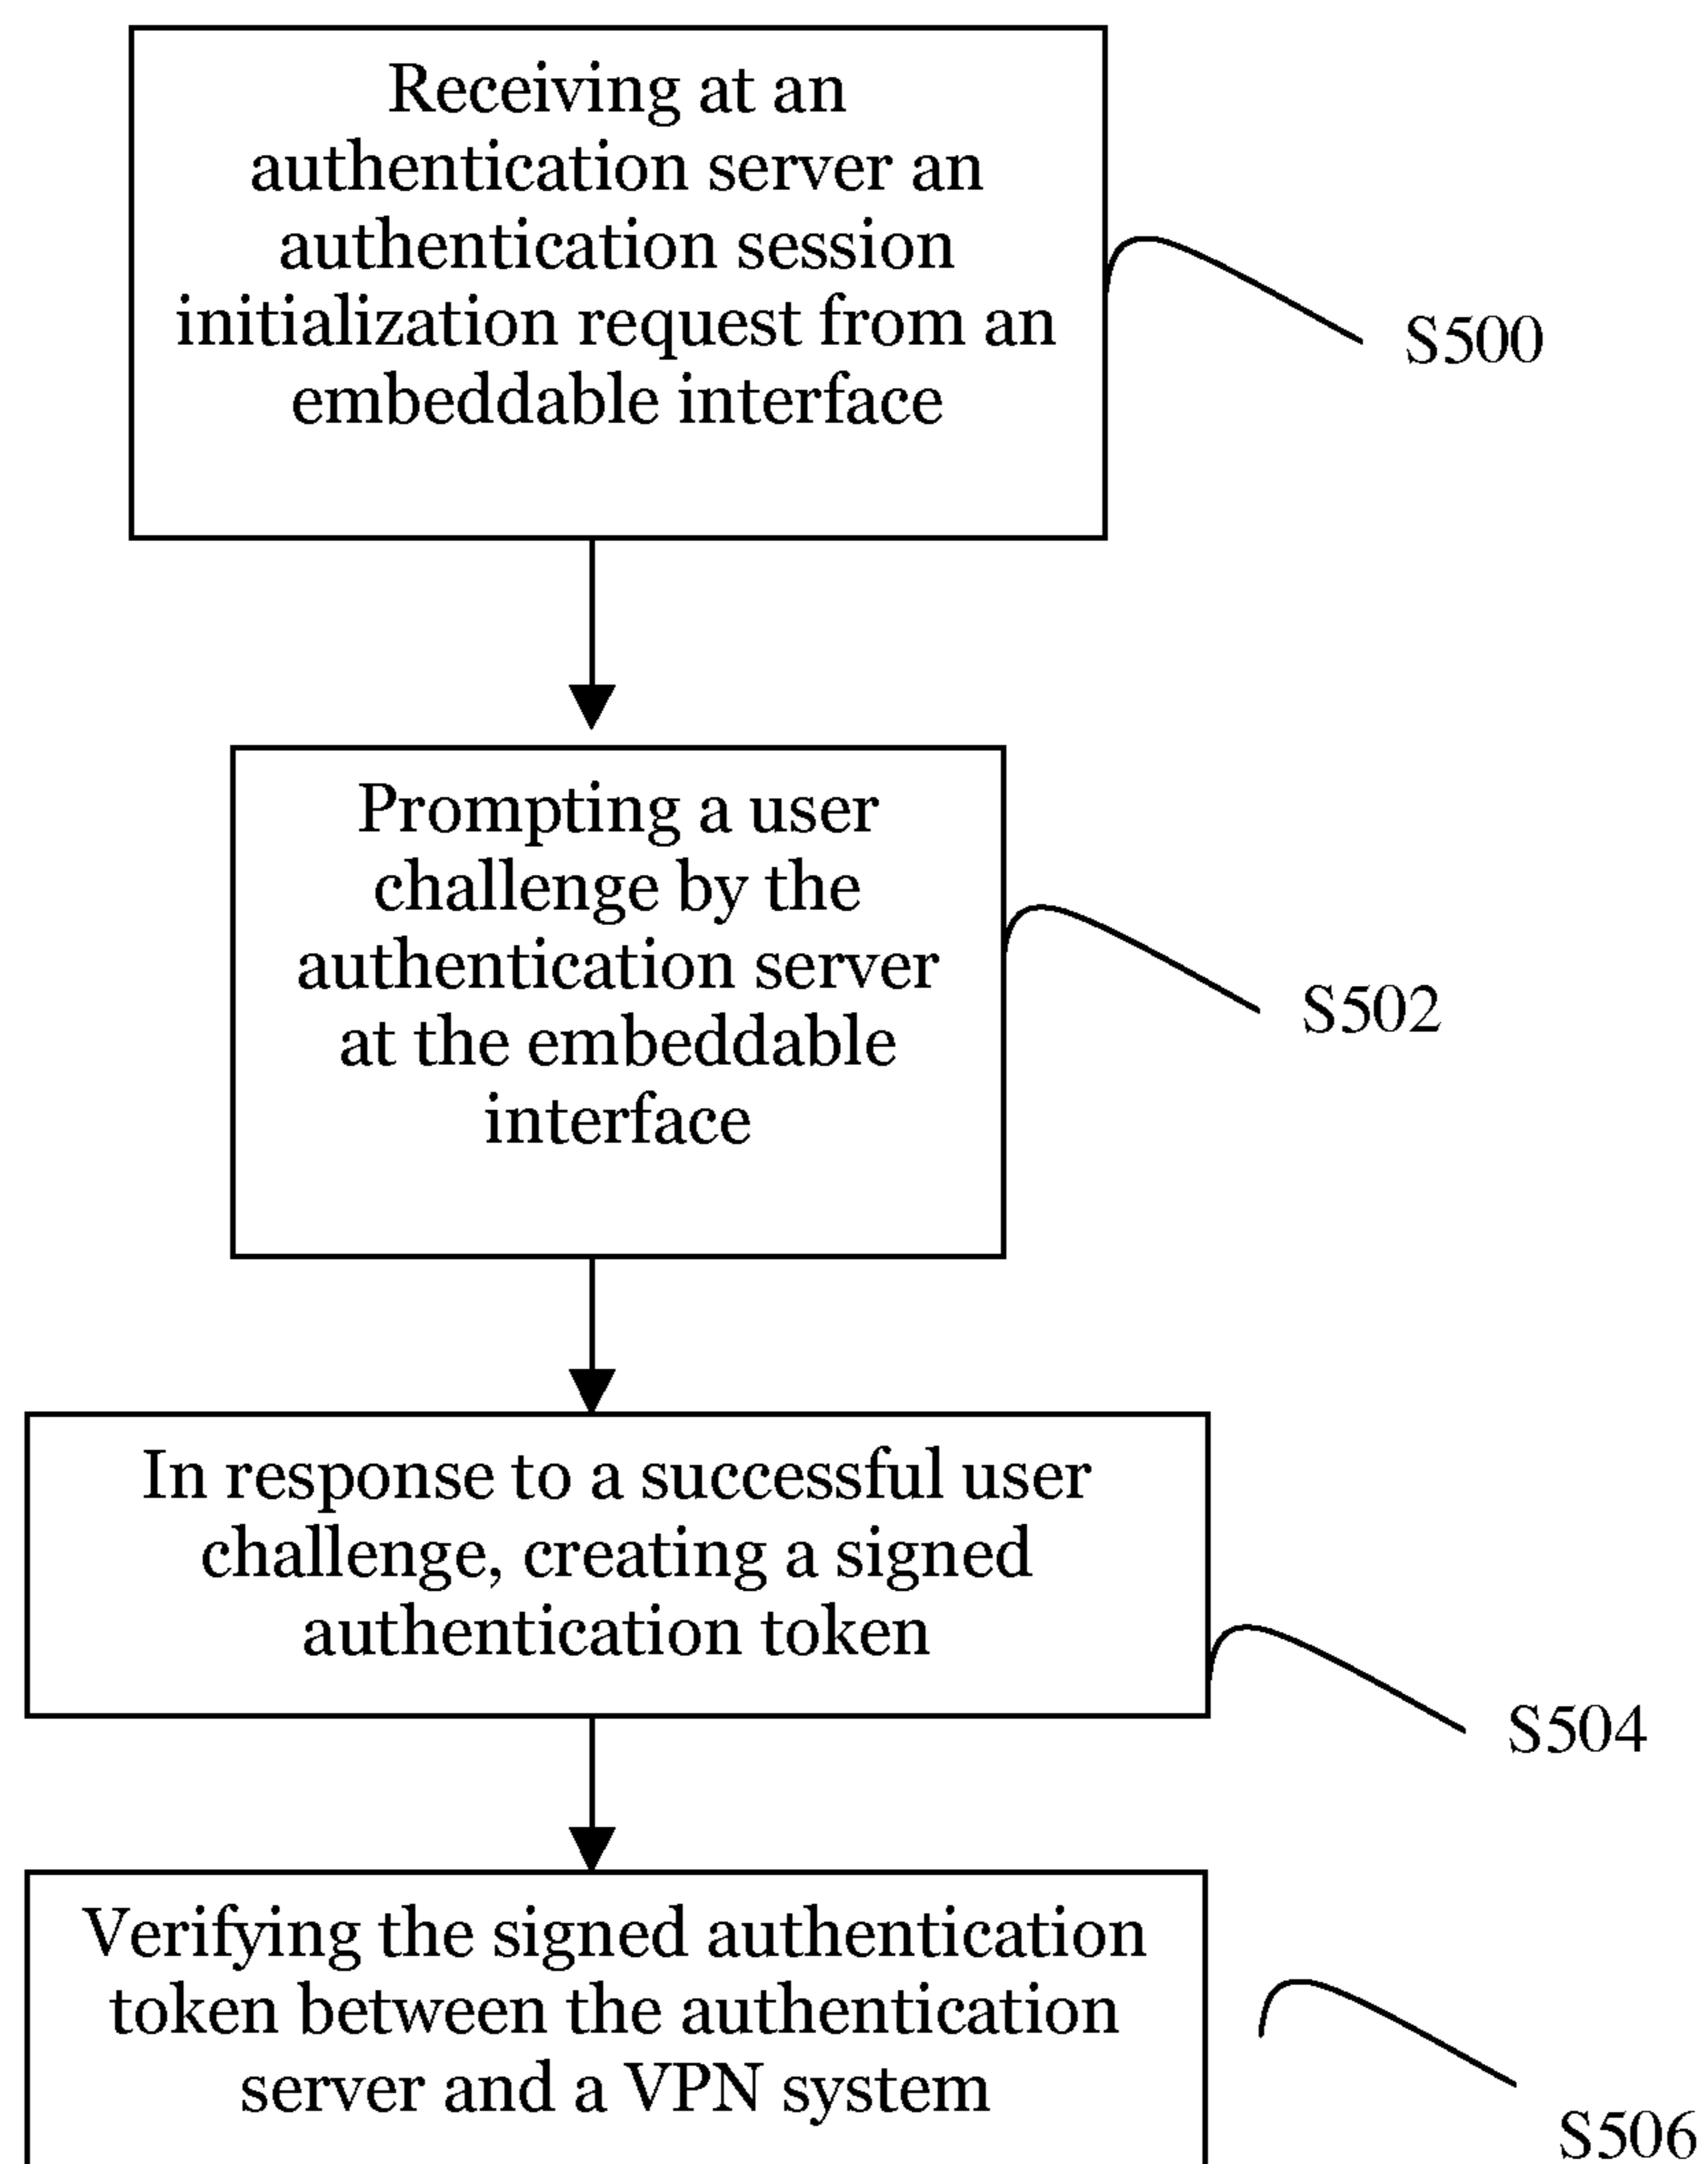 Receiving at an
authentication server an
authentication session
initialization request from an
embeddable interface
S500
Prompting a user
challenge by the
authentication server
at the embeddable
interface
S502
In response to a successful user
challenge, creating a signed
authentication token
S504
Verifying the signed authentication
token between the authentication
server and a VPN system
S506